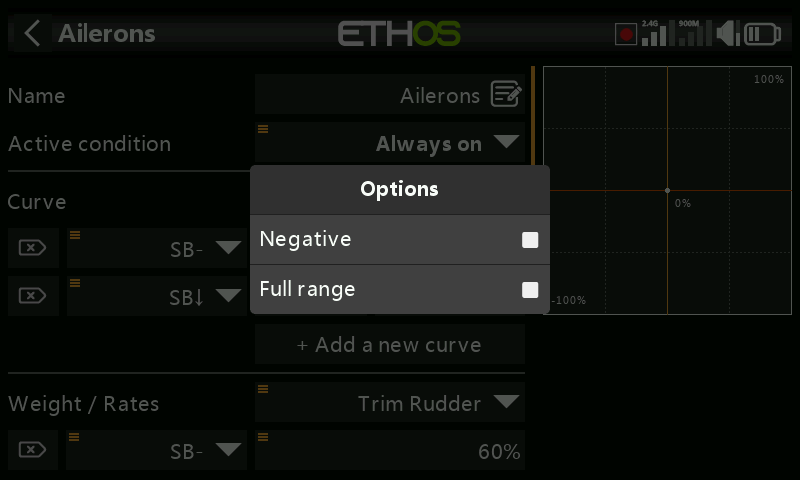 Ailerons
ETHOS
2.4G
900M
Name
Ailerons
100%
Active condition
Always on
Options
Curve
0%
Negative
SB-
Full range
SB↓
-100%
+ Add a new curve
Weight / Rates
Trim Rudder
SB-
60%